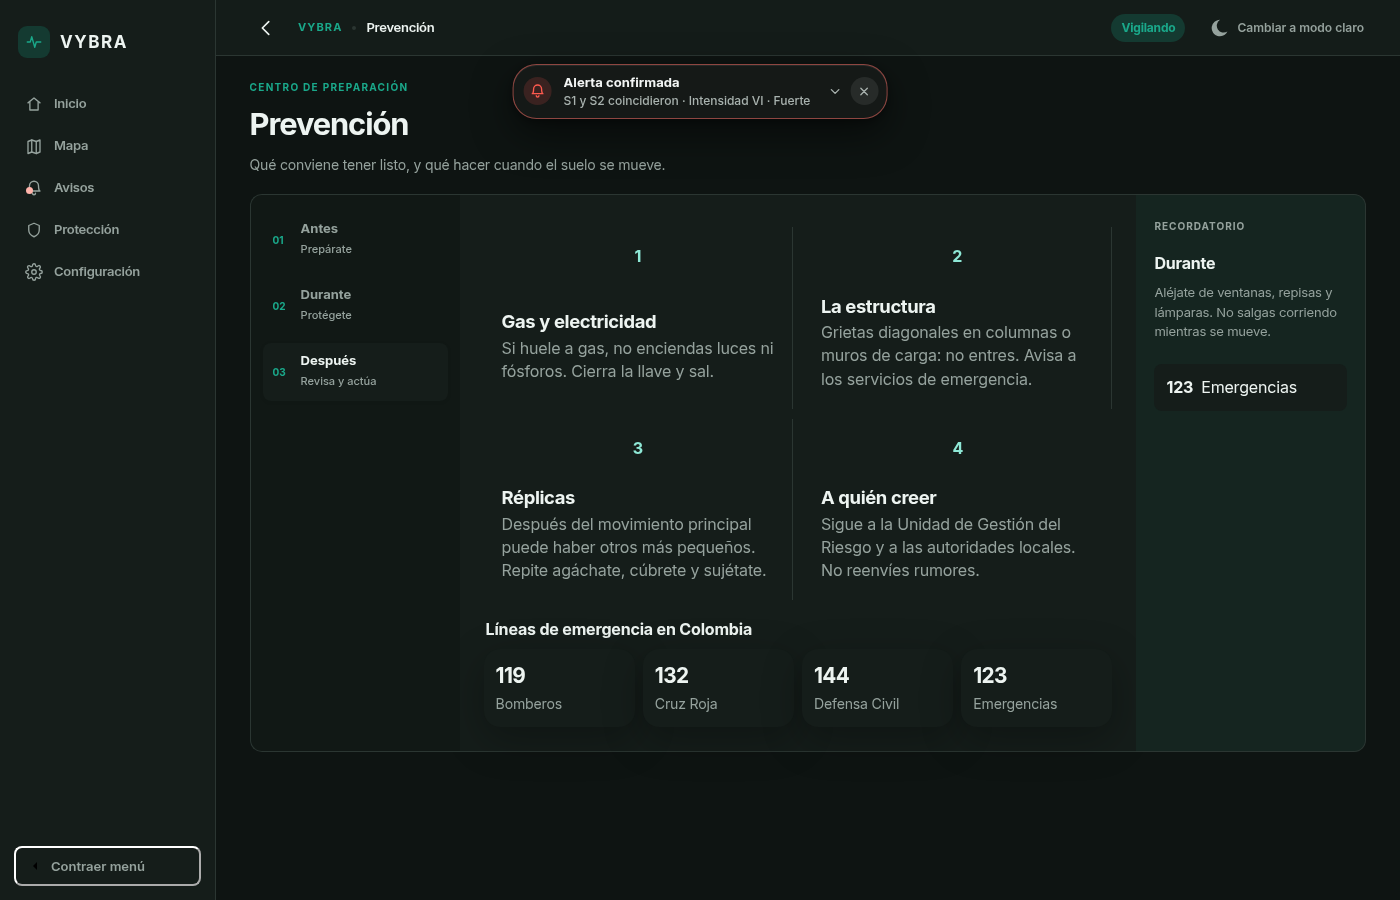 VYBRA
Inicio
Mapa
Avisos
Protección
Configuración
Contraer menú
VYBRA • Prevención
Vigilando
Cambiar a modo claro
Alerta confirmada
S1 y S2 coincidieron · Intensidad VI · Fuerte
CENTRO DE PREPARACIÓN
Prevención
Qué conviene tener listo, y qué hacer cuando el suelo se mueve.
01
Antes
Prepárate
02
Durante
Protégete
03
Después
Revisa y actúa
1
Gas y electricidad
Si huele a gas, no enciendas luces ni
fósforos. Cierra la llave y sal.
2
La estructura
Grietas diagonales en columnas o
muros de carga: no entres. Avisa a
los servicios de emergencia.
3
Réplicas
Después del movimiento principal
puede haber otros más pequeños.
Repite agáchate, cúbrete y sujétate.
4
A quién creer
Sigue a la Unidad de Gestión del
Riesgo y a las autoridades locales.
No reenvíes rumores.
Líneas de emergencia en Colombia
119
Bomberos
132
Cruz Roja
144
Defensa Civil
123
Emergencias
RECORDATORIO
Durante
Aléjate de ventanas, repisas y
lámparas. No salgas corriendo
mientras se mueve.
123 Emergencias